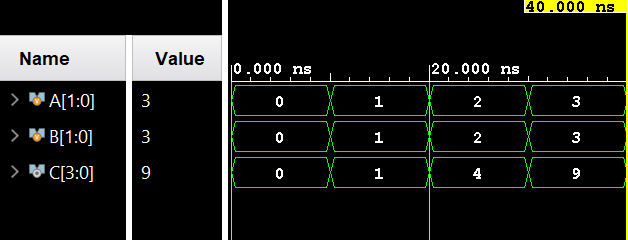 40.000 ns
Name Value
0.000 ns 20.000 ns
A[1:0] 3 0 1 2 3
B[1:0] 3 0 1 2 3
C[3:0] 9 0 1 4 9